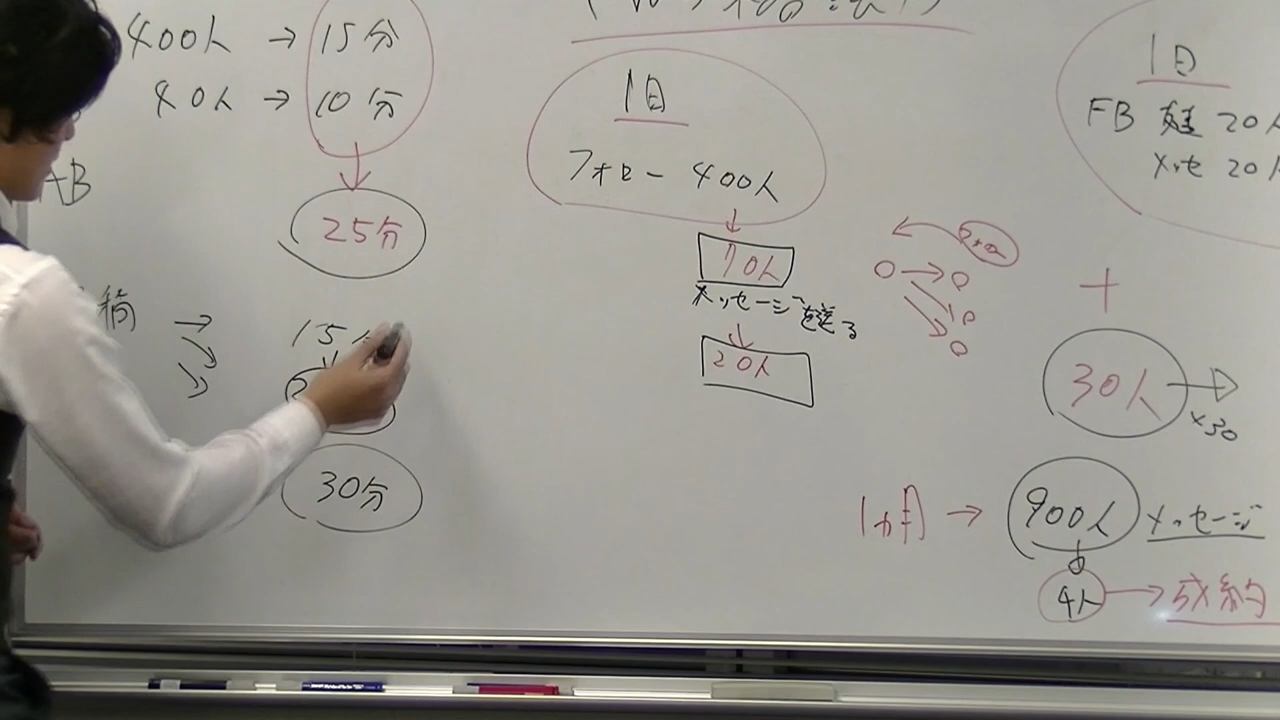 400人 → 15分
40人 → 10分
25分
稿 →
30分
1日
フォロー 400人
70人
メッセージを送る
20人
1日
FB 友達 20人
メッセ 20人
+
30人
×30
1ヵ月 → 900人 メッセージ
4人 → 成約